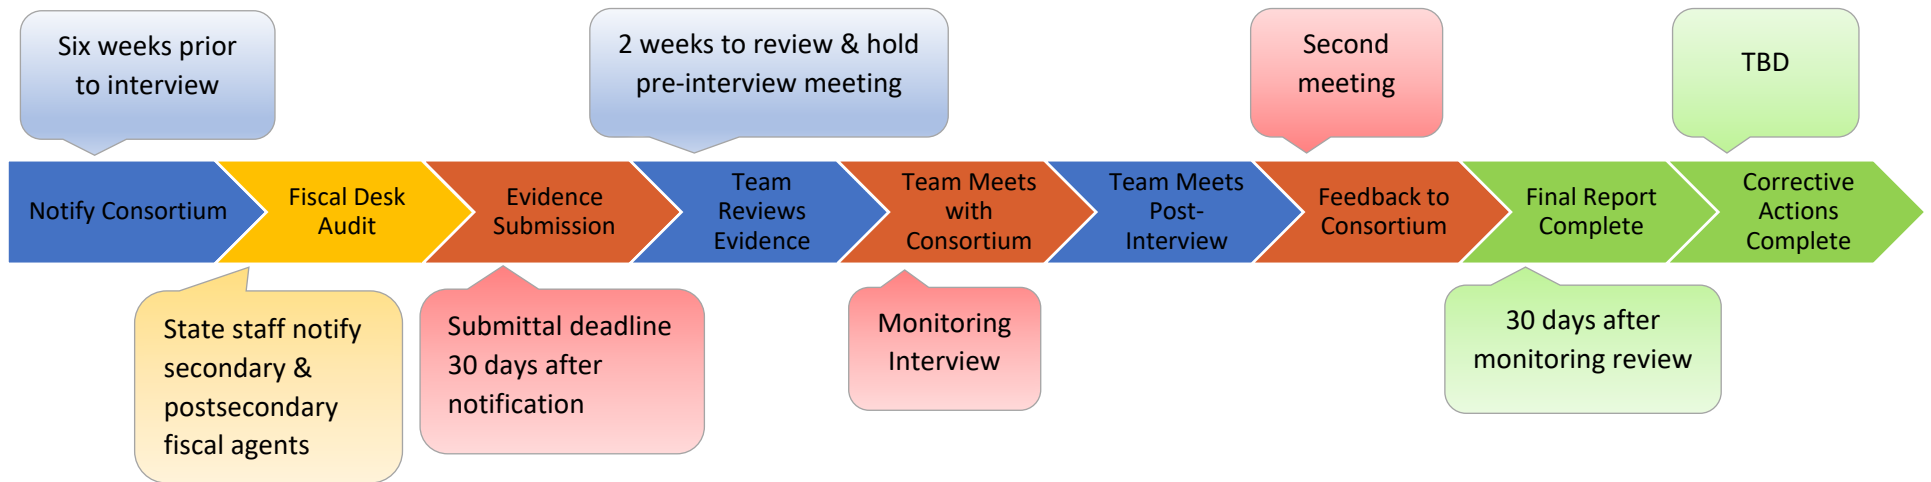 Six weeks prior
to interview
2 weeks to review & hold
pre-interview meeting
Second
meeting
TBD
Notify Consortium
Fiscal Desk
Audit
Evidence
Submission
Team
Reviews
Evidence
Team Meets
with
Consortium
Team Meets
Post-
Interview
Feedback to
Consortium
Final Report
Complete
Corrective
Actions
Complete
State staff notify
secondary &
postsecondary
fiscal agents
Submittal deadline
30 days after
notification
Monitoring
Interview
30 days after
monitoring review